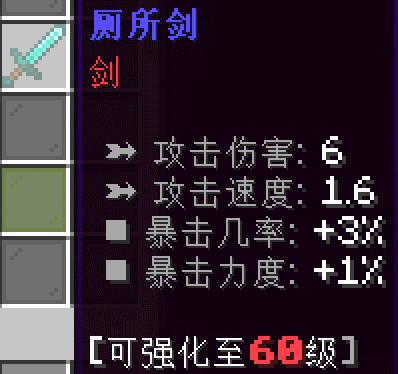 厕所剑
剑
攻击伤害: 6
攻击速度: 1.6
暴击几率: +3%
暴击力度: +1%
[可强化至60级]